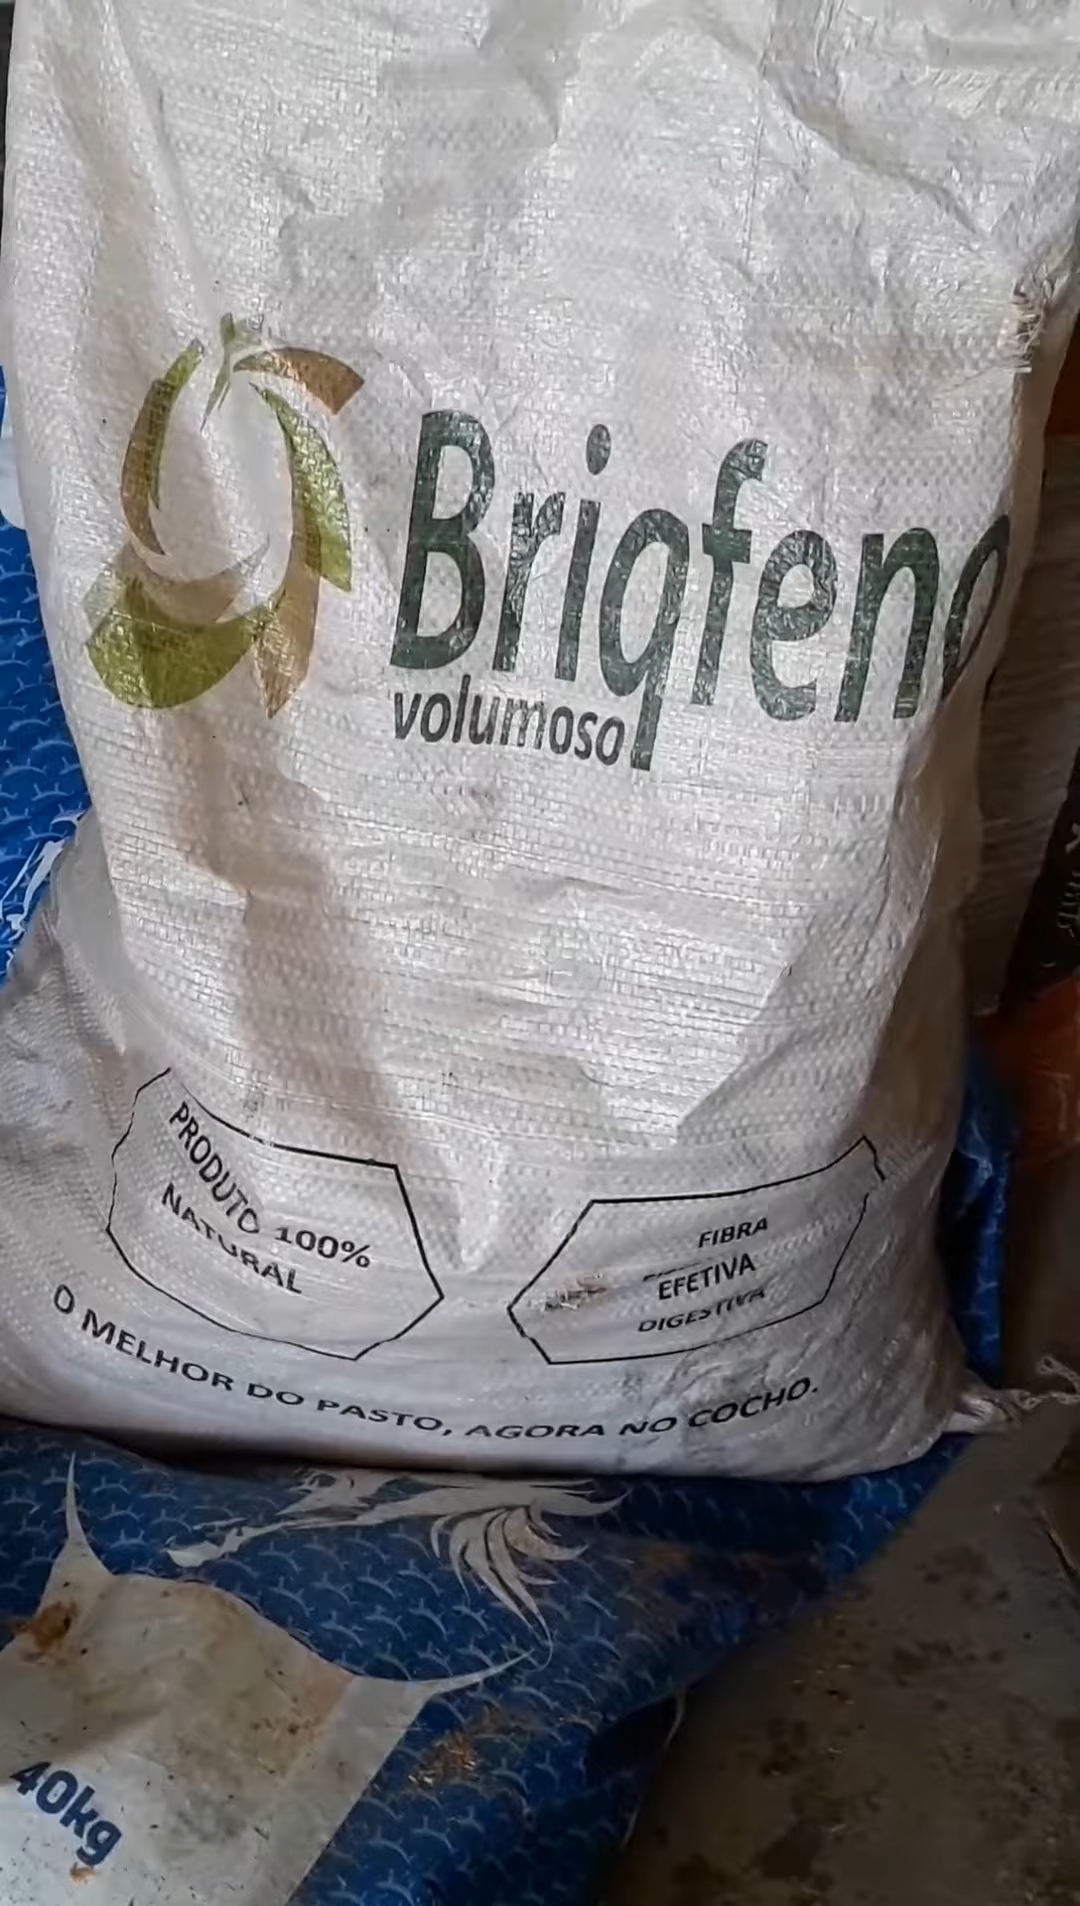 Briqfeno
volumoso
PRODUTO 100%
NATURAL
FIBRA
EFETIVA
DIGESTIVA
O MELHOR DO PASTO, AGORA NO COCHO.
40kg